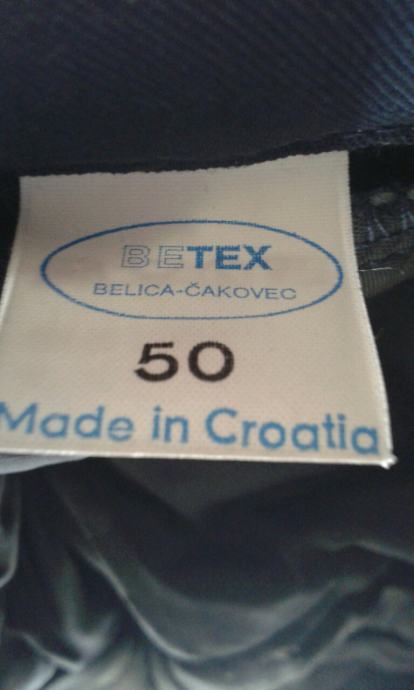 BETEX
BELICA-ČAKOVEC
50
Made in Croatia